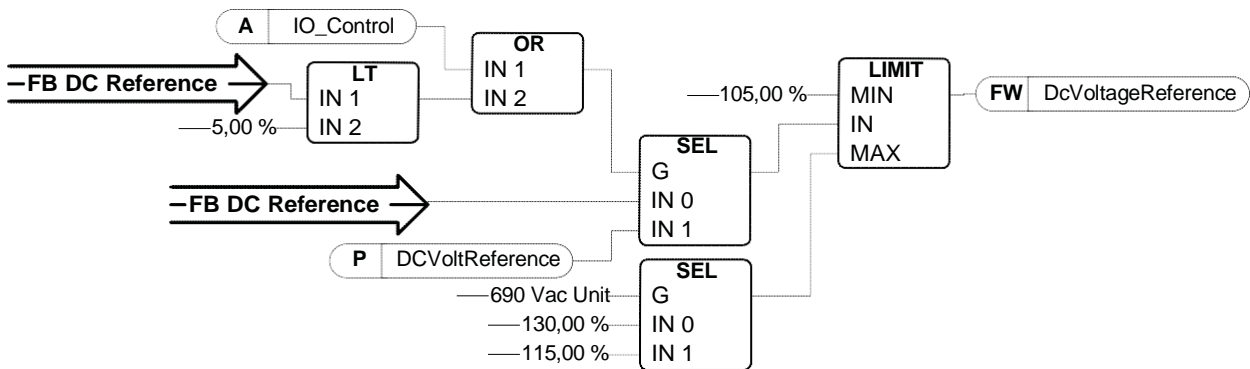 A IO_Control
OR
IN 1
IN 2
FB DC Reference
LT
IN 1
IN 2
5,00 %
LIMIT
MIN
IN
MAX
105,00 %
FW DcVoltageReference
SEL
G
IN 0
IN 1
FB DC Reference
P DCVoltReference
SEL
G
IN 0
IN 1
690 Vac Unit
130,00 %
115,00 %